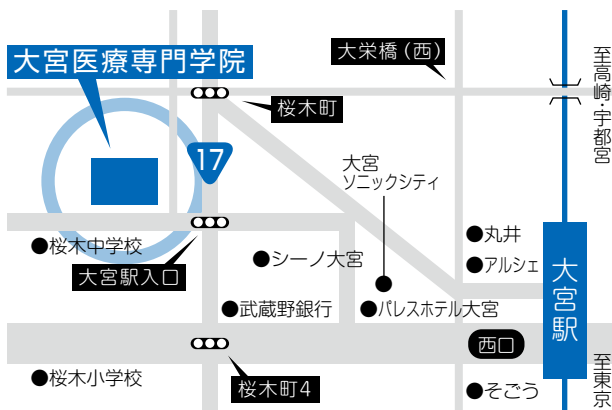 大栄橋(西)
大宮医療専門学院
至高崎・宇都宮
桜木町
17
大宮
ソニックシティ
●桜木中学校
大宮駅入口
●シーノ大宮
●丸井
●アルシェ
大宮駅
●武蔵野銀行
●パレスホテル大宮
西口
至東京
●桜木小学校
桜木町4
●そごう